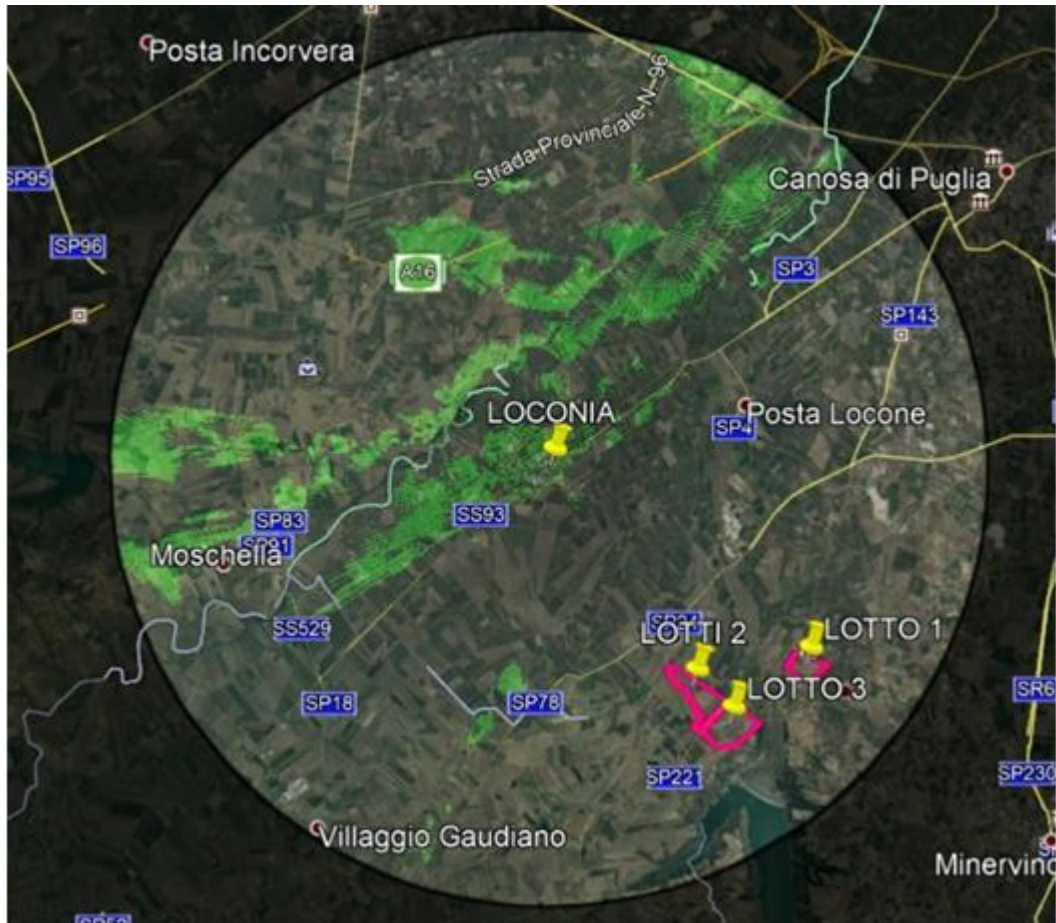 Posta Incorvera
Strada Provinciale N. 96
SP95
Canosa di Puglia
SP96
A16
SP3
SP143
LOCONIA
Posta Locone
SP4
SS93
SP83
Moschella
SS529
LOTTI 2
LOTTO 1
LOTTO 3
SP18
SP78
SR6
SP221
SP230
Villaggio Gaudiano
Minervino